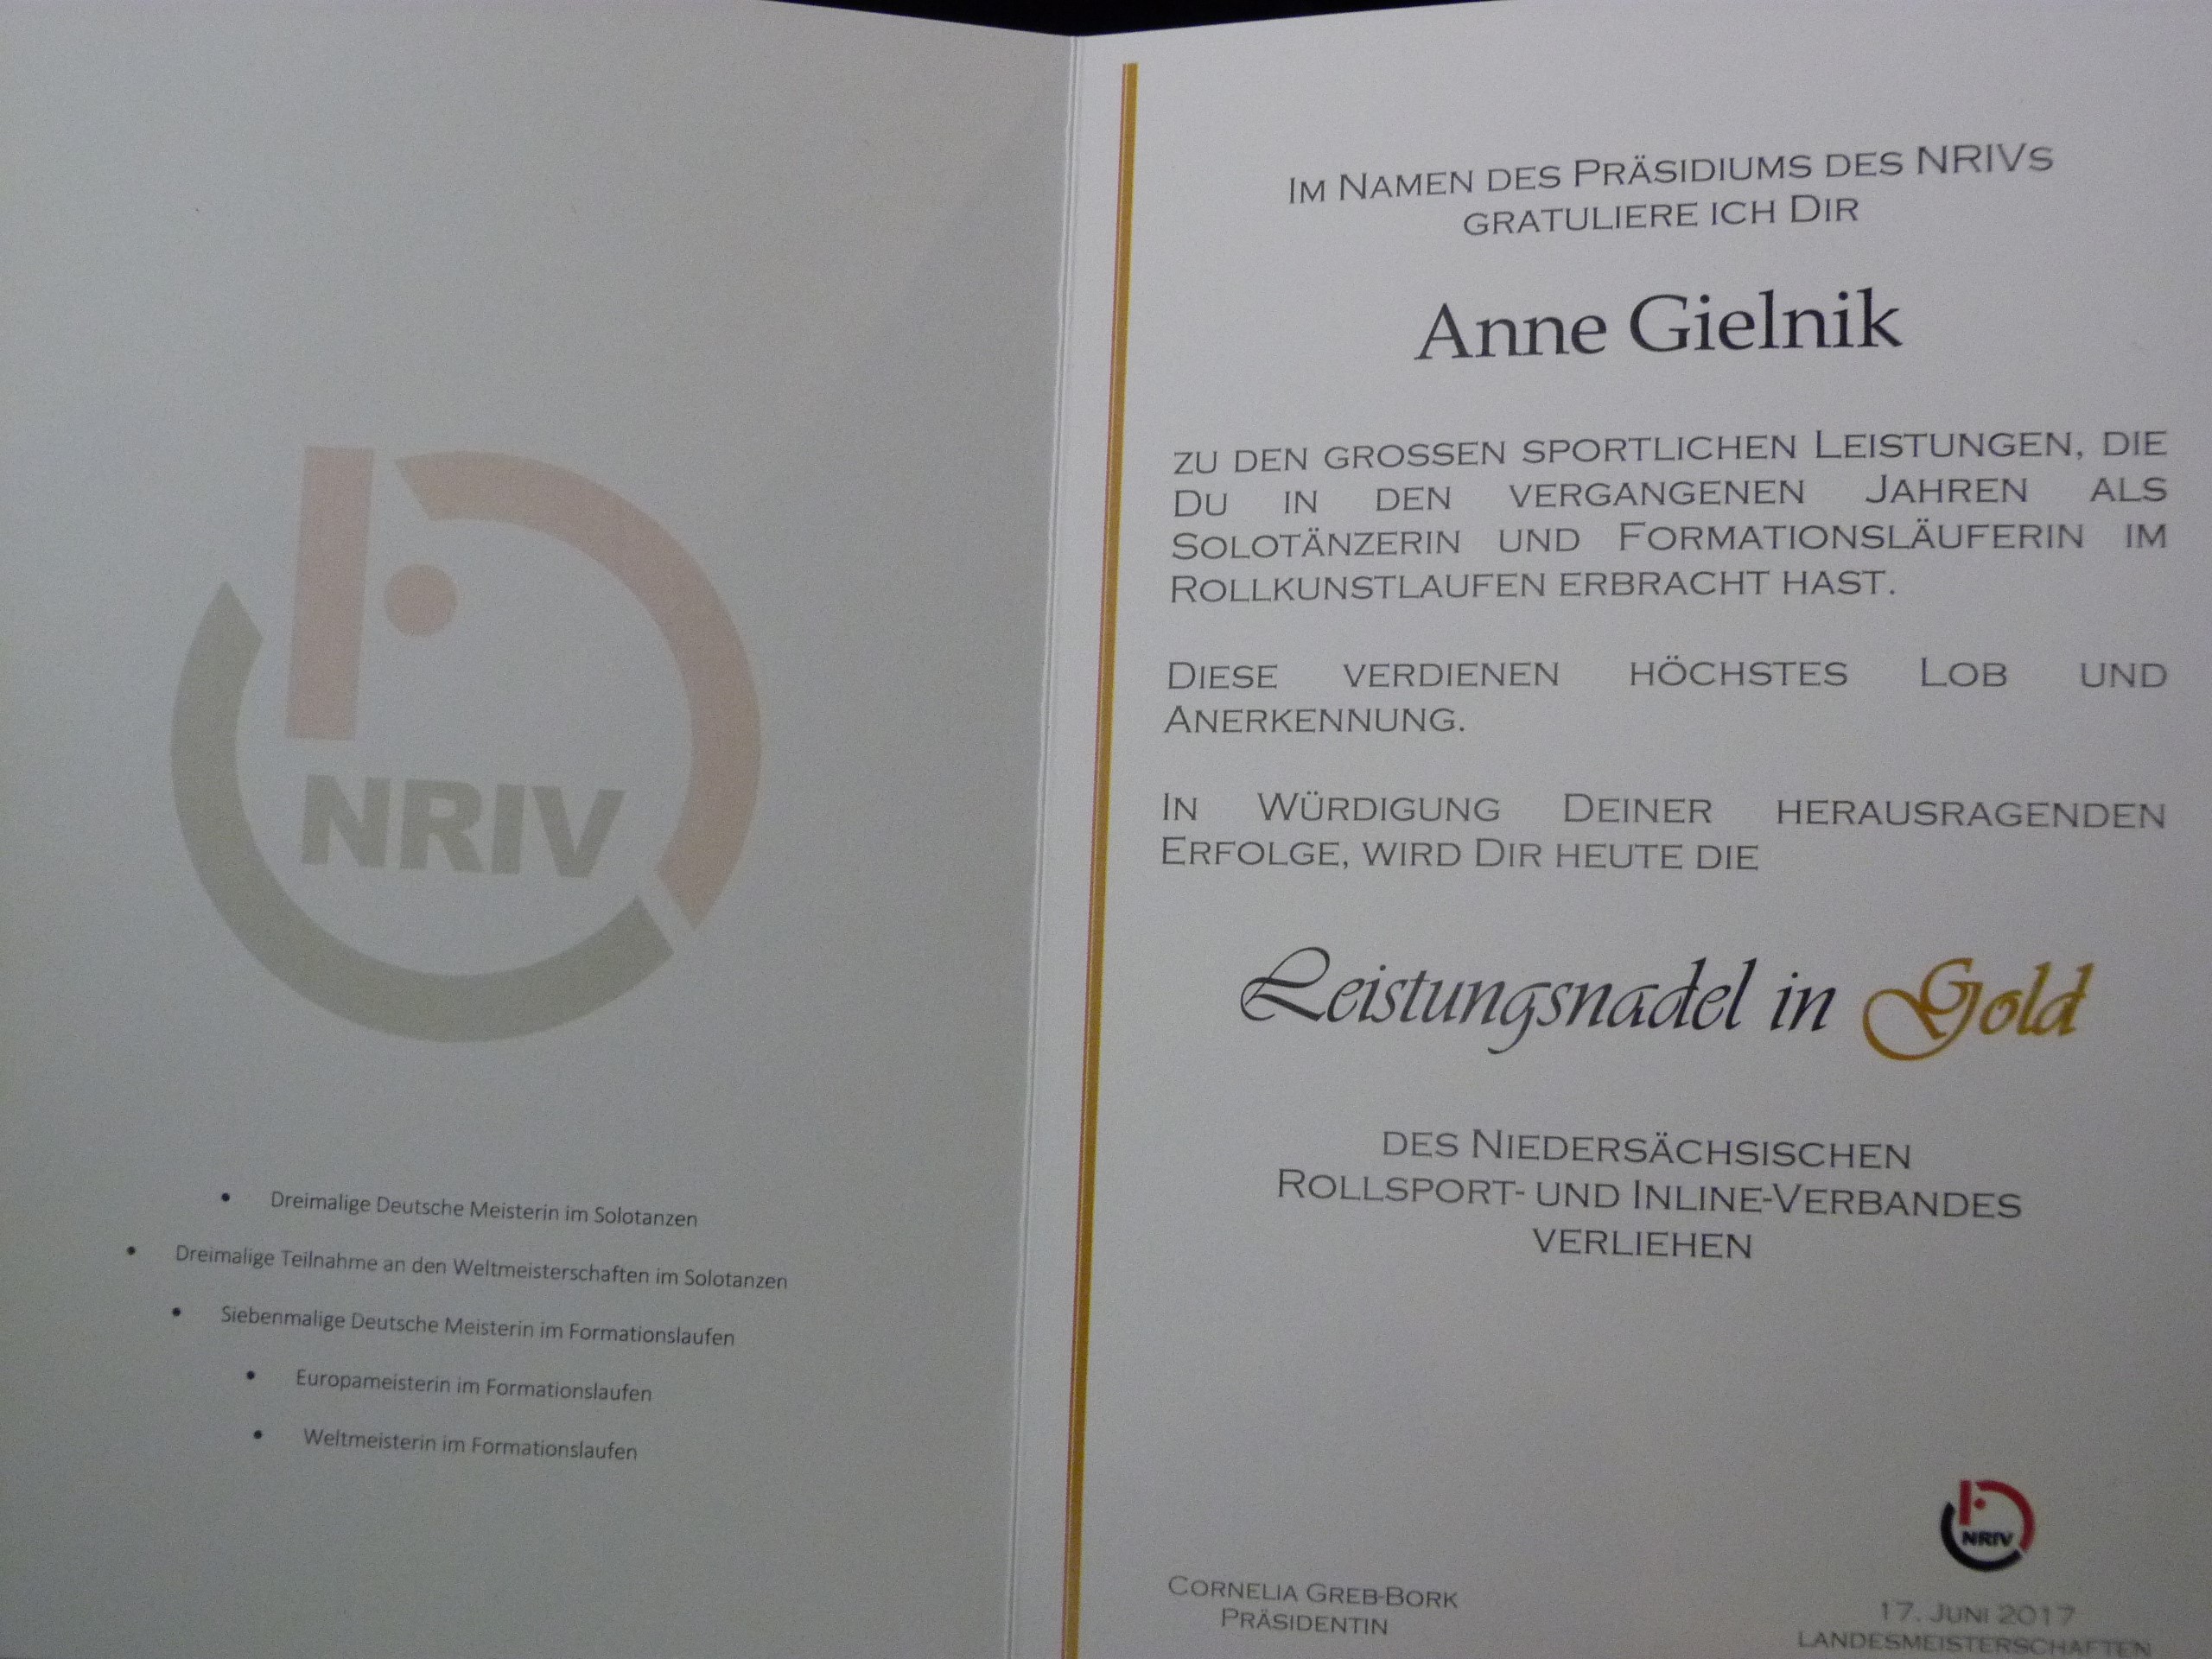 NRIV
• Dreimalige Deutsche Meisterin im Solotanzen
• Dreimalige Teilnahme an den Weltmeisterschaften im Solotanzen
• Siebenmalige Deutsche Meisterin im Formationslaufen
• Europameisterin im Formationslaufen
• Weltmeisterin im Formationslaufen
IM NAMEN DES PRÄSIDIUMS DES NRIVS
GRATULIERE ICH DIR
Anne Gielnik
ZU DEN GROSSEN SPORTLICHEN LEISTUNGEN, DIE
DU IN DEN VERGANGENEN JAHREN ALS
SOLOTÄNZERIN UND FORMATIONSLÄUFERIN IM
ROLLKUNSTLAUFEN ERBRACHT HAST.
DIESE VERDIENEN HÖCHSTES LOB UND
ANERKENNUNG.
IN WÜRDIGUNG DEINER HERAUSRAGENDEN
ERFOLGE, WIRD DIR HEUTE DIE
Leistungsnadel in Gold
DES NIEDERSÄCHSISCHEN
ROLLSPORT- UND INLINE-VERBANDES
VERLIEHEN
NRIV
CORNELIA GREB-BORK
PRÄSIDENTIN
17. JUNI 2017
LANDESMEISTERSCHAFTEN